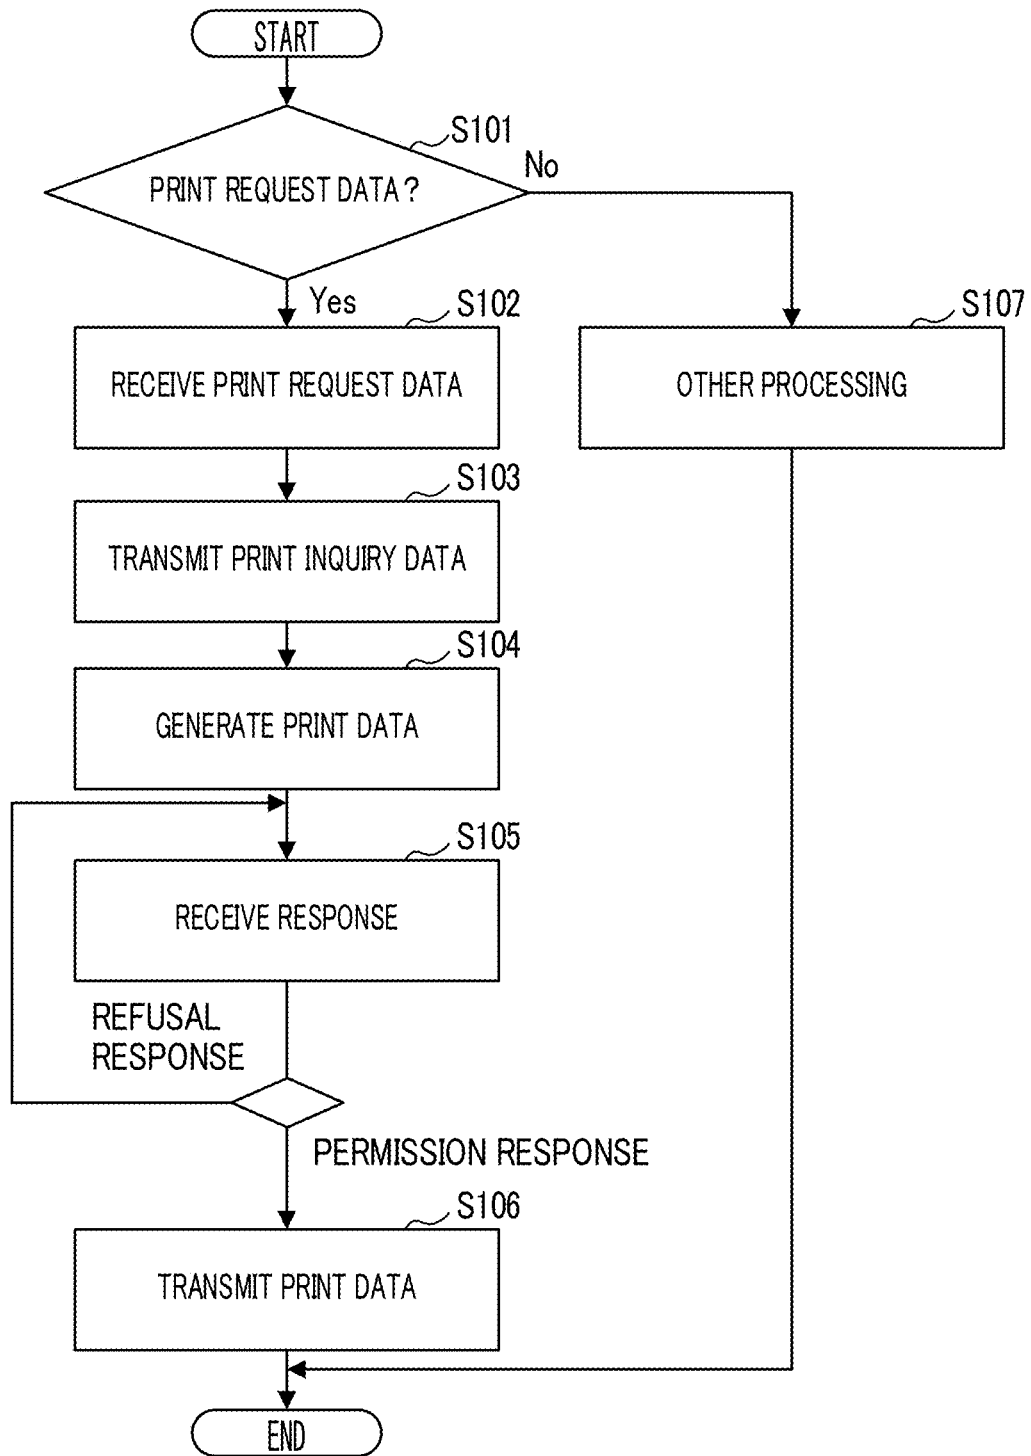 START
S101
No
PRINT REQUEST DATA?
Yes
S102
S107
RECEIVE PRINT REQUEST DATA
OTHER PROCESSING
S103
TRANSMIT PRINT INQUIRY DATA
S104
GENERATE PRINT DATA
S105
RECEIVE RESPONSE
REFUSAL
RESPONSE
PERMISSION RESPONSE
S106
TRANSMIT PRINT DATA
END